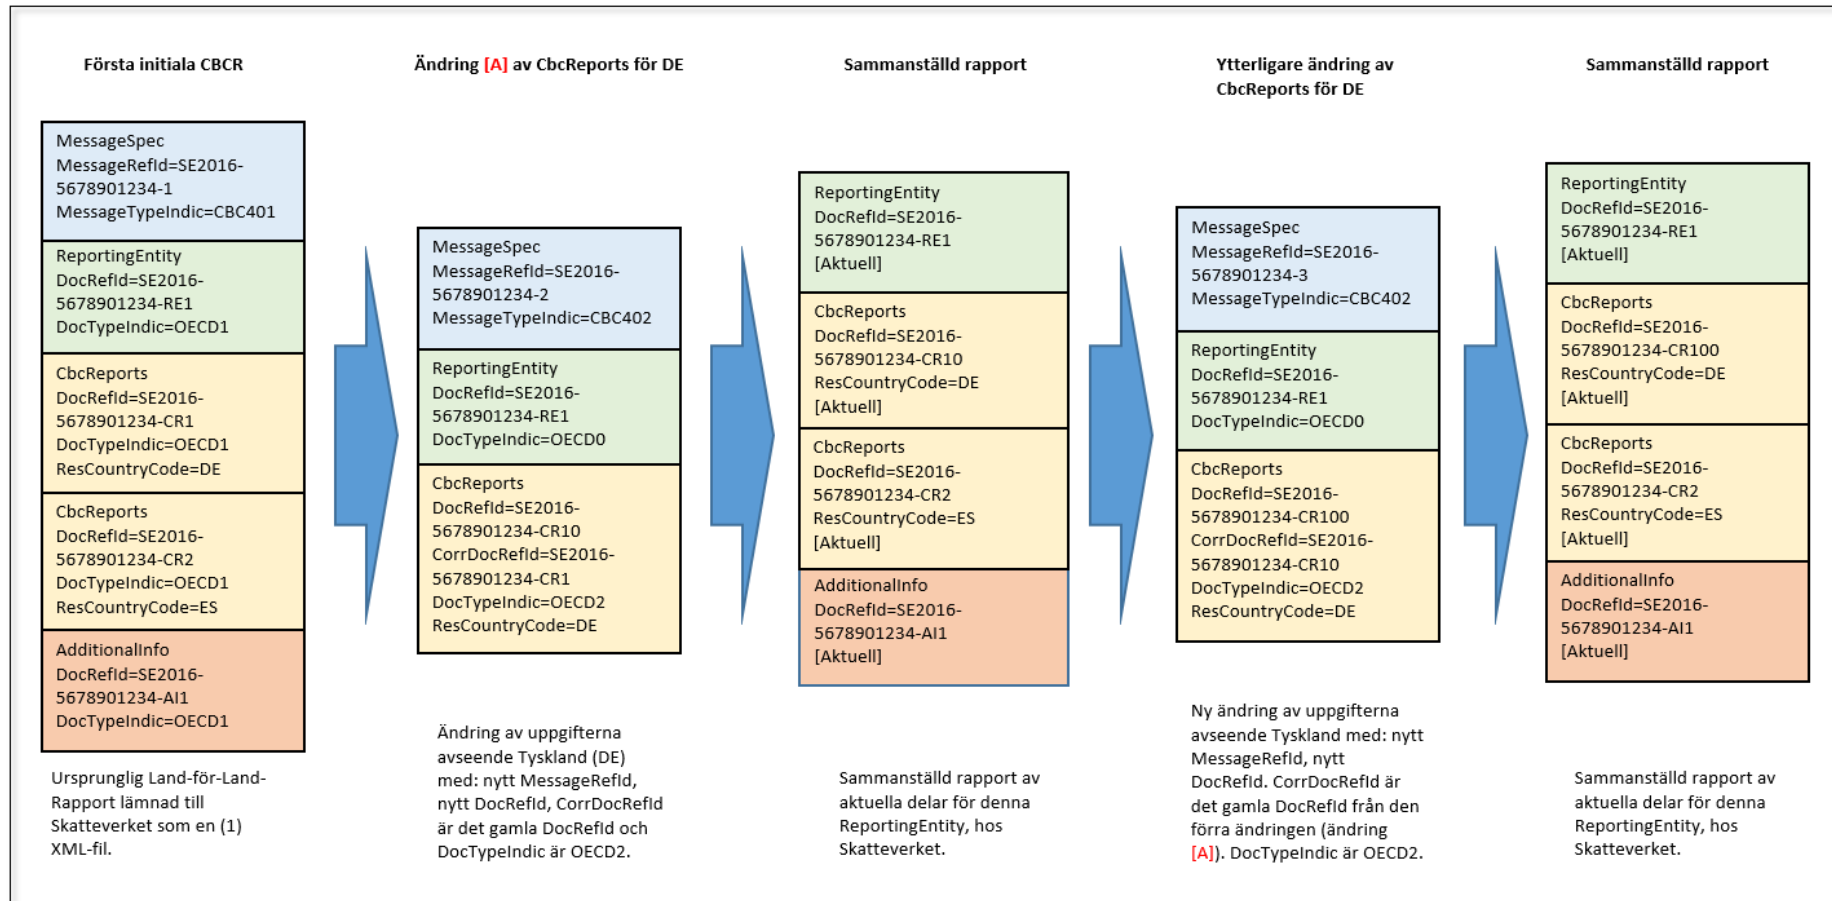 Första initiala CBCR
MessageSpec
MessageRefId=SE2016-
5678901234-1
MessageTypeIndic=CBC401
ReportingEntity
DocRefId=SE2016-
5678901234-RE1
DocTypeIndic=OECD1
CbcReports
DocRefId=SE2016-
5678901234-CR1
DocTypeIndic=OECD1
ResCountryCode=DE
CbcReports
DocRefId=SE2016-
5678901234-CR2
DocTypeIndic=OECD1
ResCountryCode=ES
AdditionalInfo
DocRefId=SE2016-
5678901234-AI1
DocTypeIndic=OECD1
Ursprunglig Land-för-Land-
Rapport lämnad till
Skatteverket som en (1)
XML-fil.
Ändring [A] av CbcReports för DE
MessageSpec
MessageRefId=SE2016-
5678901234-2
MessageTypeIndic=CBC402
ReportingEntity
DocRefId=SE2016-
5678901234-RE1
DocTypeIndic=OECD0
CbcReports
DocRefId=SE2016-
5678901234-CR10
CorrDocRefId=SE2016-
5678901234-CR1
DocTypeIndic=OECD2
ResCountryCode=DE
Ändring av uppgifterna
avseende Tyskland (DE)
med: nytt MessageRefId,
nytt DocRefId, CorrDocRefId
är det gamla DocRefId och
DocTypeIndic är OECD2.
Sammanställd rapport
ReportingEntity
DocRefId=SE2016-
5678901234-RE1
[Aktuell]
CbcReports
DocRefId=SE2016-
5678901234-CR10
ResCountryCode=DE
[Aktuell]
CbcReports
DocRefId=SE2016-
5678901234-CR2
ResCountryCode=ES
[Aktuell]
AdditionalInfo
DocRefId=SE2016-
5678901234-AI1
[Aktuell]
Sammanställd rapport av
aktuella delar för denna
ReportingEntity, hos
Skatteverket.
Ytterligare ändring av
CbcReports för DE
MessageSpec
MessageRefId=SE2016-
5678901234-3
MessageTypeIndic=CBC402
ReportingEntity
DocRefId=SE2016-
5678901234-RE1
DocTypeIndic=OECD0
CbcReports
DocRefId=SE2016-
5678901234-CR100
CorrDocRefId=SE2016-
5678901234-CR10
DocTypeIndic=OECD2
ResCountryCode=DE
Ny ändring av uppgifterna
avseende Tyskland med: nytt
MessageRefId, nytt
DocRefId. CorrDocRefId är
det gamla DocRefId från den
förra ändringen (ändring
[A]). DocTypeIndic är OECD2.
Sammanställd rapport
ReportingEntity
DocRefId=SE2016-
5678901234-RE1
[Aktuell]
CbcReports
DocRefId=SE2016-
5678901234-CR100
ResCountryCode=DE
[Aktuell]
CbcReports
DocRefId=SE2016-
5678901234-CR2
ResCountryCode=ES
[Aktuell]
AdditionalInfo
DocRefId=SE2016-
5678901234-AI1
[Aktuell]
Sammanställd rapport av
aktuella delar för denna
ReportingEntity, hos
Skatteverket.